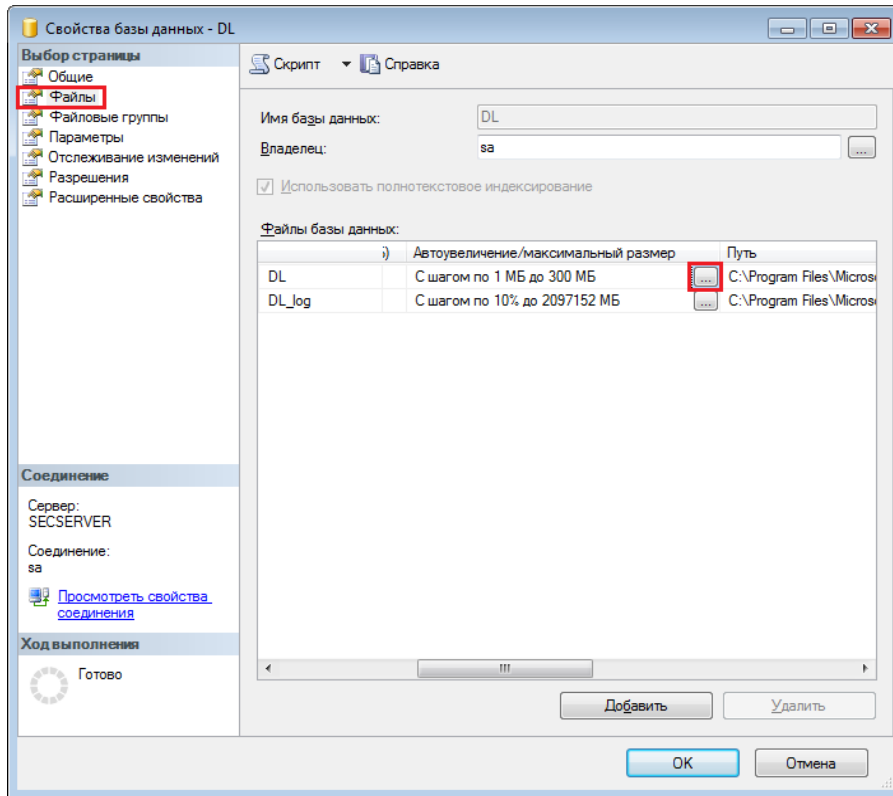 Свойства базы данных - DL
Выбор страницы
Общие
Файлы
Файловые группы
Параметры
Отслеживание изменений
Разрешения
Расширенные свойства
Скрипт
Справка
Имя базы данных:
DL
Владелец:
sa
...
Использовать полнотекстовое индексирование
Файлы базы данных:
) Автоувеличение/максимальный размер Путь
DL С шагом по 1 МБ до 300 МБ ... C:\Program Files\Micros
DL_log С шагом по 10% до 2097152 МБ ... C:\Program Files\Micros
Соединение
Сервер:
SECSERVER
Соединение:
sa
Просмотреть свойства
соединения
Ход выполнения
Готово
Добавить
Удалить
OK
Отмена